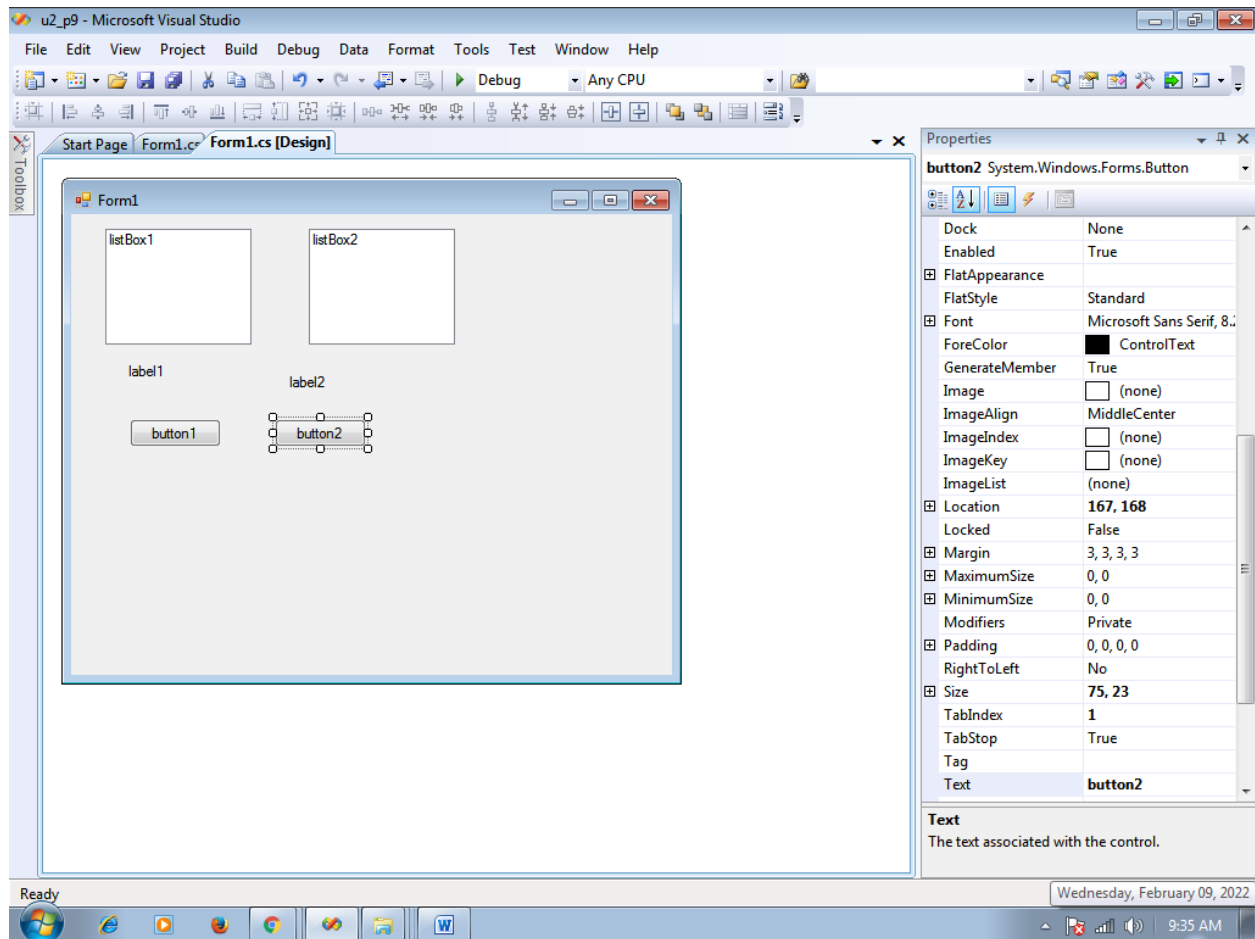 u2_p9 - Microsoft Visual Studio
File Edit View Project Build Debug Data Format Tools Test Window Help
Debug Any CPU
Toolbox
Start Page Form1.cs Form1.cs [Design]
Form1
listBox1 listBox2
label1
label2
button1 button2
Properties
button2 System.Windows.Forms.Button
Dock None
Enabled True
FlatAppearance
FlatStyle Standard
Font Microsoft Sans Serif, 8.
ForeColor ControlText
GenerateMember True
Image (none)
ImageAlign MiddleCenter
ImageIndex (none)
ImageKey (none)
ImageList (none)
Location 167, 168
Locked False
Margin 3, 3, 3, 3
MaximumSize 0, 0
MinimumSize 0, 0
Modifiers Private
Padding 0, 0, 0, 0
RightToLeft No
Size 75, 23
TabIndex 1
TabStop True
Tag
Text button2
Text
The text associated with the control.
Ready
Wednesday, February 09, 2022
9:35 AM